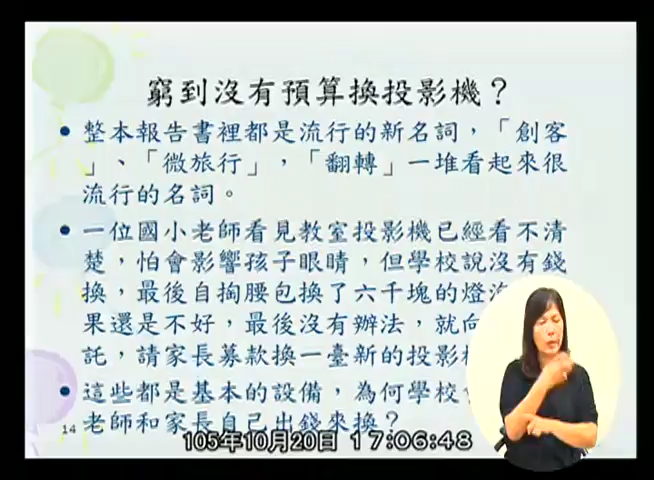 窮到沒有預算換投影機？
• 整本報告書裡都是流行的新名詞，「創客
」、「微旅行」，「翻轉」一堆看起來很
流行的名詞。
• 一位國小老師看見教室投影機已經看不清
楚，怕會影響孩子眼睛，但學校說沒有錢
換，最後自掏腰包換了六千塊的燈泡
果還是不好，最後沒有辦法，就向
託，請家長募款換一臺新的投影機
• 這些都是基本的設備，為何學校
老師和家長自己出錢來換？
14
105年10月20日 17:06:48